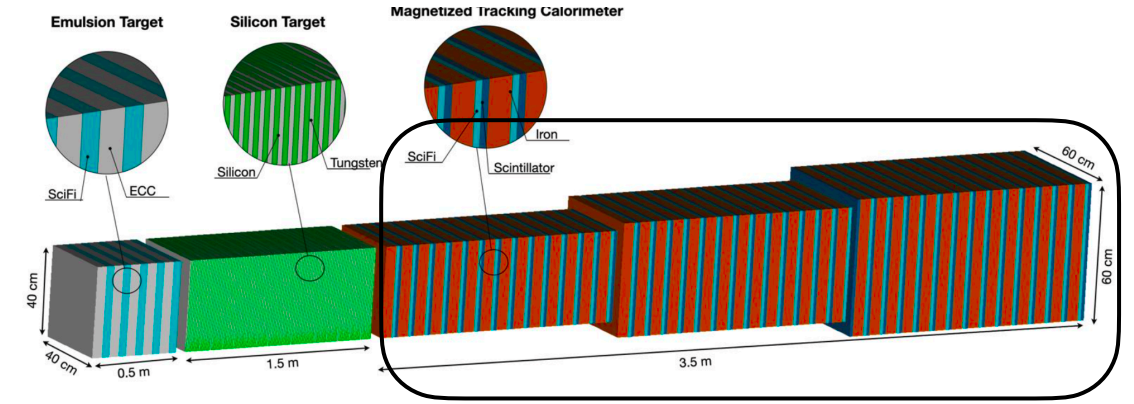 Emulsion Target
Silicon Target
Magnetized Tracking Calorimeter
SciFi
ECC
Silicon
Tungsten
SciFi
Scintillator
Iron
60 cm
60 cm
40 cm
40 cm
0.5 m
1.5 m
3.5 m